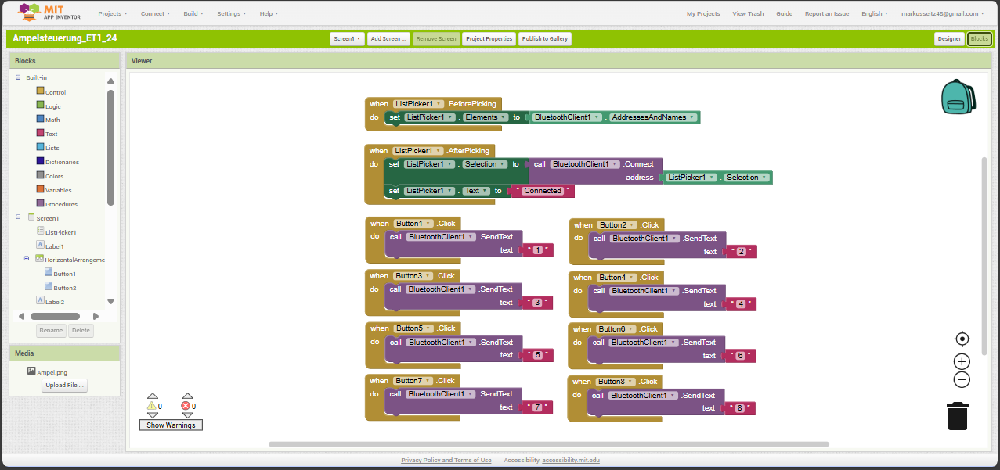 MIT
APP INVENTOR
Projects Connect Build Settings Help My Projects View Trash Guide Report an Issue English markusseitz48@gmail.com
Ampelsteuerung_ET1_24 Screen1 Add Screen ... Remove Screen Project Properties Publish to Gallery Designer Blocks
Blocks
Built-in
Control
Logic
Math
Text
Lists
Dictionaries
Colors
Variables
Procedures
Screen1
ListPicker1
Label1
HorizontalArrangeme
Button1
Button2
Label2
Rename Delete
Media
Ampel.png
Upload File ...
Viewer
when ListPicker1 .BeforePicking
do set ListPicker1 . Elements to BluetoothClient1 . AddressesAndNames
when ListPicker1 .AfterPicking
do set ListPicker1 . Selection to call BluetoothClient1 .Connect
address ListPicker1 . Selection
set ListPicker1 . Text to " Connected "
when Button1 .Click
do call BluetoothClient1 .SendText
text " 1 "
when Button2 .Click
do call BluetoothClient1 .SendText
text " 2 "
when Button3 .Click
do call BluetoothClient1 .SendText
text " 3 "
when Button4 .Click
do call BluetoothClient1 .SendText
text " 4 "
when Button5 .Click
do call BluetoothClient1 .SendText
text " 5 "
when Button6 .Click
do call BluetoothClient1 .SendText
text " 6 "
when Button7 .Click
do call BluetoothClient1 .SendText
text " 7 "
when Button8 .Click
do call BluetoothClient1 .SendText
text " 8 "
0 0
Show Warnings
Privacy Policy and Terms of Use Accessibility: accessibility.mit.edu